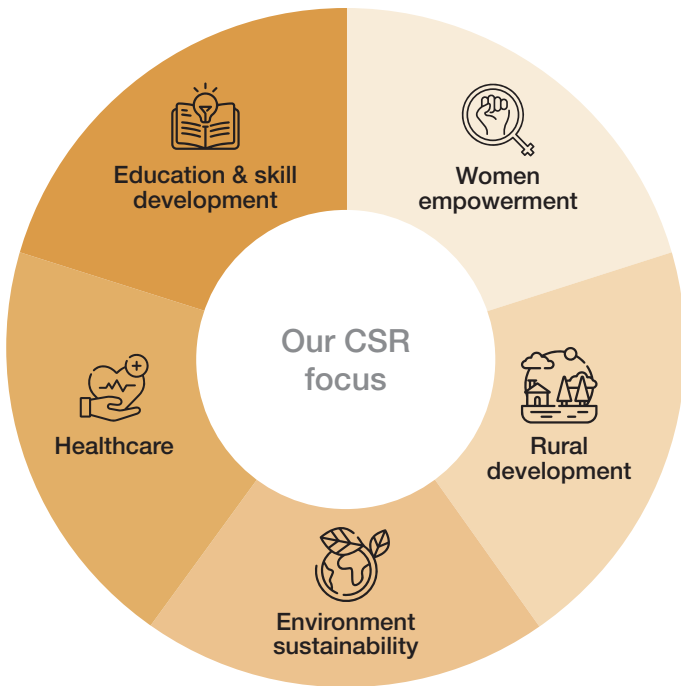 Education & skill
development
Women
empowerment
Our CSR
focus
Healthcare
Rural
development
Environment
sustainability